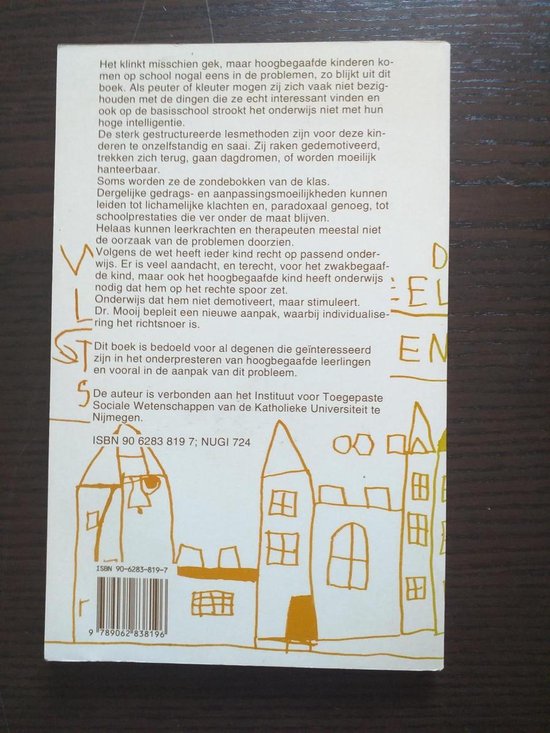 Het klinkt misschien gek, maar hoogbegaafde kinderen ko-
men op school nogal eens in de problemen, zo blijkt uit dit
boek. Als peuter of kleuter mogen zij zich vaak niet bezig-
houden met de dingen die ze echt interessant vinden en
ook op de basisschool strookt het onderwijs niet met hun
hoge intelligentie.
De sterk gestructureerde lesmethoden zijn voor deze kin-
deren te onzelfstandig en saai. Zij raken gedemotiveerd,
trekken zich terug, gaan dagdromen, of worden moeilijk
hanteerbaar.
Soms worden ze de zondebokken van de klas.
Dergelijke gedrags- en aanpassingsmoeilijkheden kunnen
leiden tot lichamelijke klachten en, paradoxaal genoeg, tot
schoolprestaties die ver onder de maat blijven.
Helaas kunnen leerkrachten en therapeuten meestal niet
de oorzaak van de problemen doorzien.
Volgens de wet heeft ieder kind recht op passend onder-
wijs. Er is veel aandacht, en terecht, voor het zwakbegaaf-
de kind, maar ook het hoogbegaafde kind heeft onderwijs
nodig dat hem op het rechte spoor zet.
Onderwijs dat hem niet demotiveert, maar stimuleert.
Dr. Mooij bepleit een nieuwe aanpak, waarbij individualise-
ring het richtsnoer is.
Dit boek is bedoeld voor al degenen die geïnteresseerd
zijn in het onderpresteren van hoogbegaafde leerlingen
en vooral in de aanpak van dit probleem.
De auteur is verbonden aan het Instituut voor Toegepaste
Sociale Wetenschappen van de Katholieke Universiteit te
Nijmegen.
ISBN 90 6283 819 7; NUGI 724
D
EL
EN
ISBN 90-6283-819-7
r
9 789062 838196